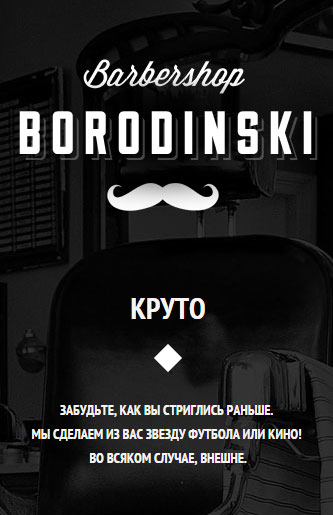 Barbershop
BORODINSKI
КРУТО
ЗАБУДЬТЕ, КАК ВЫ СТРИГЛИСЬ РАНЬШЕ.
МЫ СДЕЛАЕМ ИЗ ВАС ЗВЕЗДУ ФУТБОЛА ИЛИ КИНО!
ВО ВСЯКОМ СЛУЧАЕ, ВНЕШНЕ.